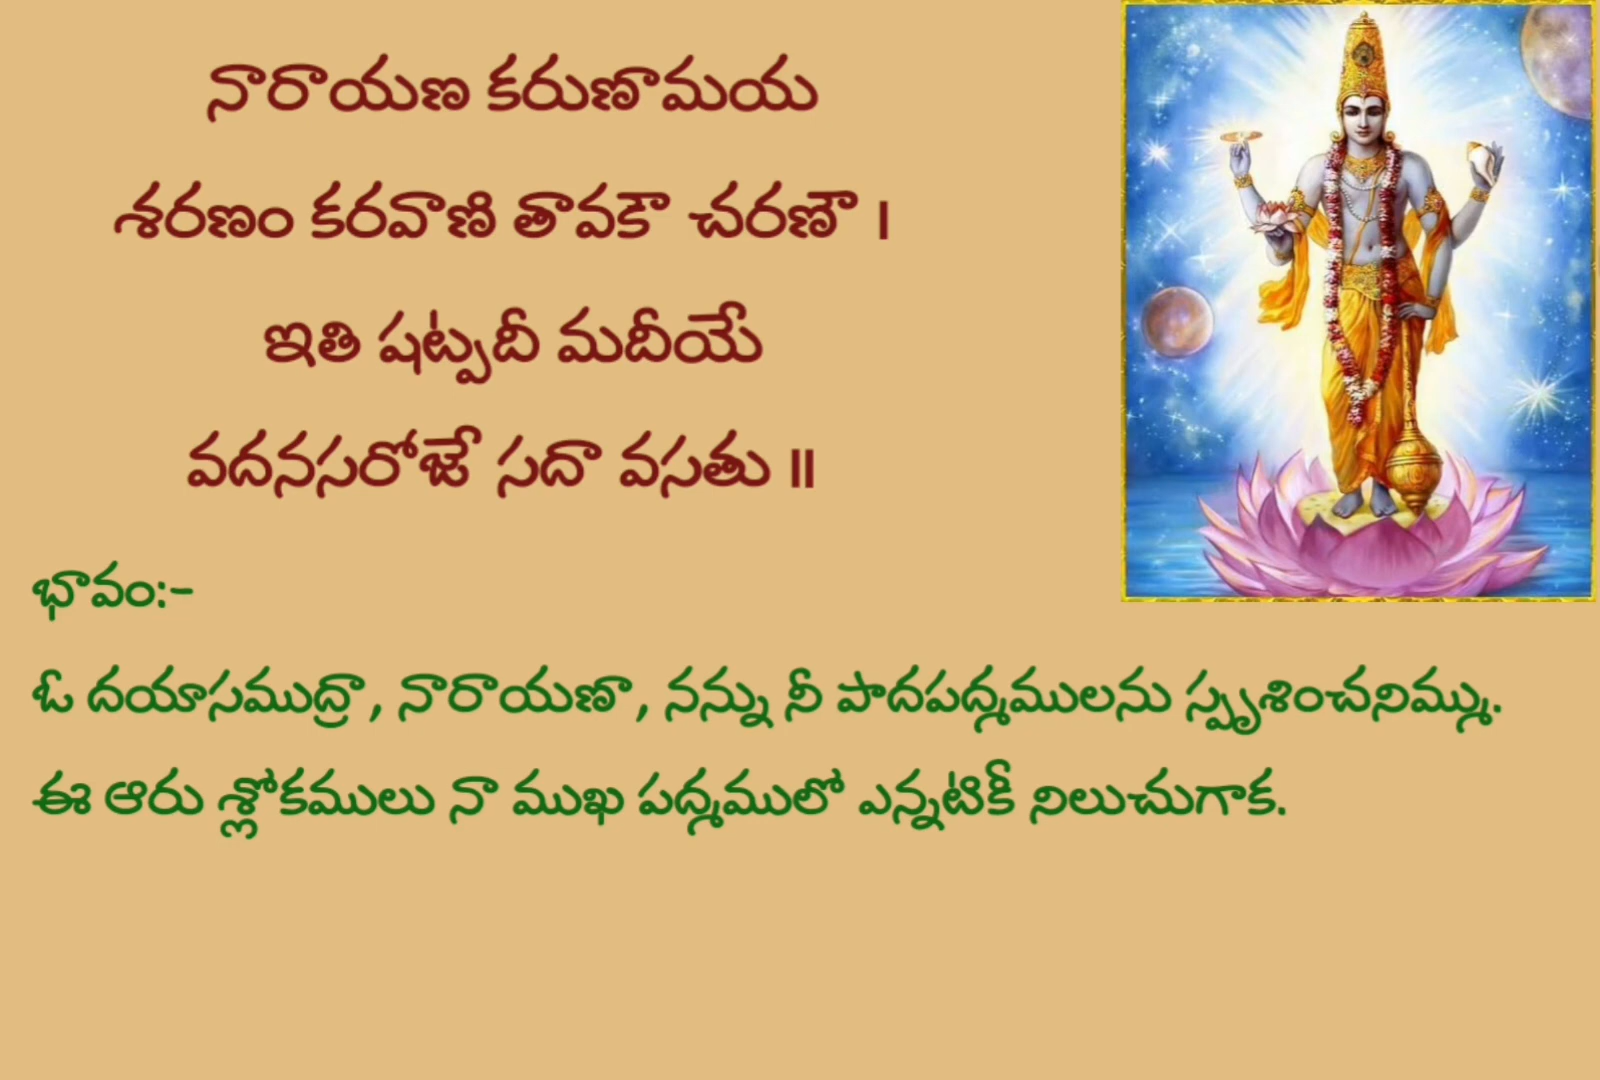 నారాయణ కరుణామయ
శరణం కరవాణి తావకౌ చరణౌ ।
ఇతి షట్పదీ మదీయే
వదనసరోజే సదా వసతు ॥
భావం:-
ఓ దయాసముద్రా, నారాయణా, నన్ను నీ పాదపద్మములను స్పృశించనిమ్ము.
ఈ ఆరు శ్లోకములు నా ముఖ పద్మములో ఎన్నటికీ నిలుచుగాక.